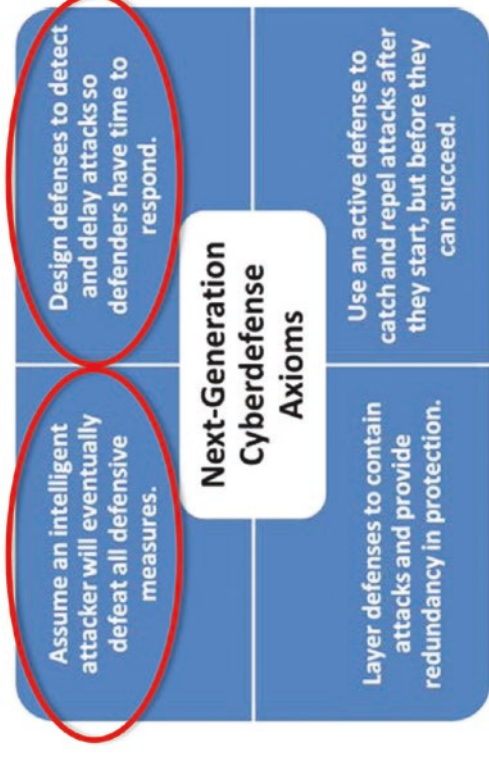 Assume an intelligent
attacker will eventually
defeat all defensive
measures.
Design defenses to detect
and delay attacks so
defenders have time to
respond.
Next-Generation
Cyberdefense
Axioms
Layer defenses to contain
attacks and provide
redundancy in protection.
Use an active defense to
catch and repel attacks after
they start, but before they
can succeed.